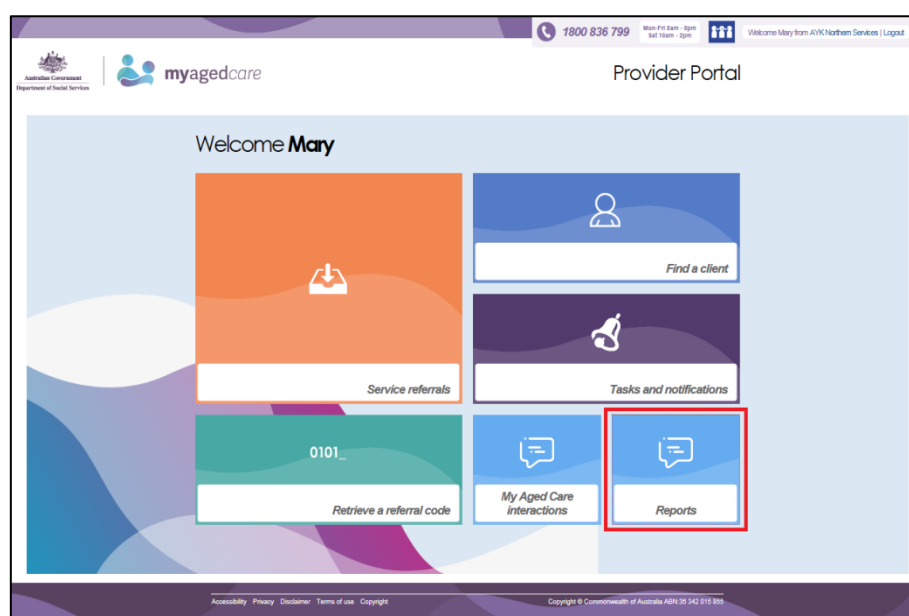 1800 836 799
Mon-Fri 8am - 8pm
Sat 10am - 2pm
Welcome Mary from AYK Northern Services | Logout
Australian Government
Department of Social Services
myagedcare
Provider Portal
Welcome Mary
Find a client
Service referrals
Tasks and notifications
0101_
Retrieve a referral code
My Aged Care
interactions
Reports
Accessibility Privacy Disclaimer Terms of use Copyright
Copyright © Commonwealth of Australia ABN:36 342 015 855